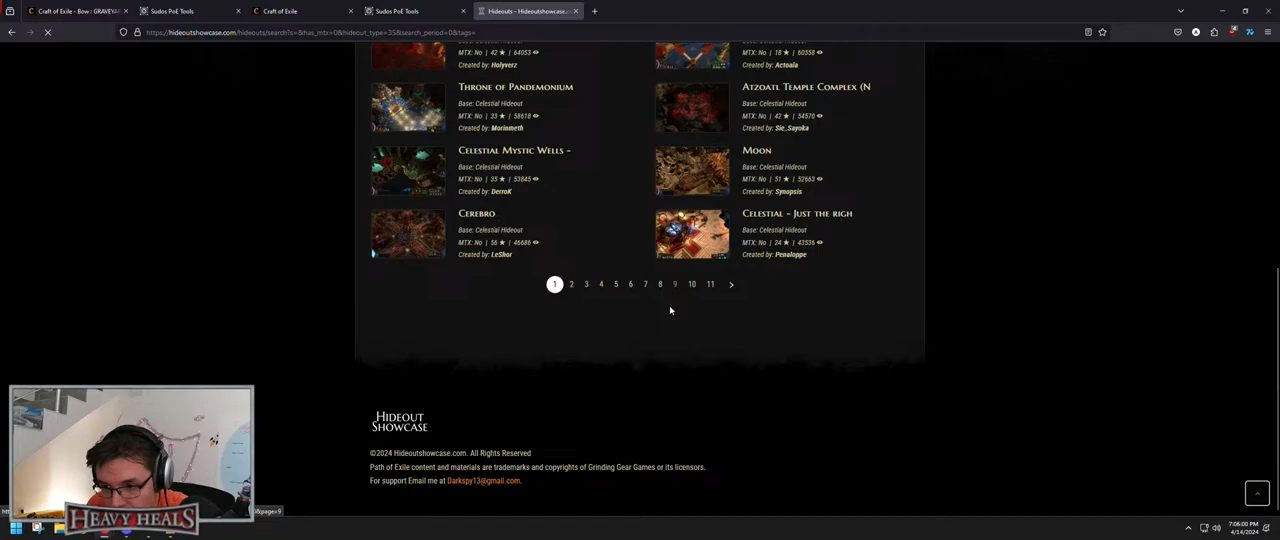 Craft of Exile - Bow : GRAVEYAR
Sudos PoE Tools
Craft of Exile
Sudos PoE Tools
Hideouts - Hideoutshowcase.c
https://hideoutshowcase.com/hideouts/search?s=&has_mtx=0&hideout_type=35&search_period=0&tags=
MTX: No | 42 ★ | 64053
Created by: Holyverz
MTX: No | 18 ★ | 60558
Created by: Actoala
Throne of Pandemonium
Base: Celestial Hideout
MTX: No | 33 ★ | 58618
Created by: Morinmeth
Atzoatl Temple Complex (N
Base: Celestial Hideout
MTX: No | 42 ★ | 54570
Created by: Sie_Sayoka
Celestial Mystic Wells -
Base: Celestial Hideout
MTX: No | 35 ★ | 53845
Created by: DerroK
Moon
Base: Celestial Hideout
MTX: No | 51 ★ | 52663
Created by: Synopsis
Cerebro
Base: Celestial Hideout
MTX: No | 56 ★ | 46686
Created by: LeShor
Celestial - Just the righ
Base: Celestial Hideout
MTX: No | 24 ★ | 43536
Created by: Penaloppe
1 2 3 4 5 6 7 8 9 10 11 >
Hideout
Showcase
©2024 Hideoutshowcase.com. All Rights Reserved
Path of Exile content and materials are trademarks and copyrights of Grinding Gear Games or its licensors.
For support Email me at Darkspy13@gmail.com.
0&page=9
HEAVY HEALS
7:06:00 PM
4/14/2024